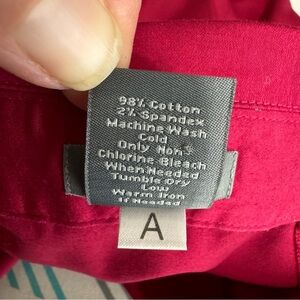 98% Cotton
2% Spandex
Machine Wash
Cold
Only Non
Chlorine Bleach
When Needed
Tumble Dry
Low
Warm Iron
If Needed
A